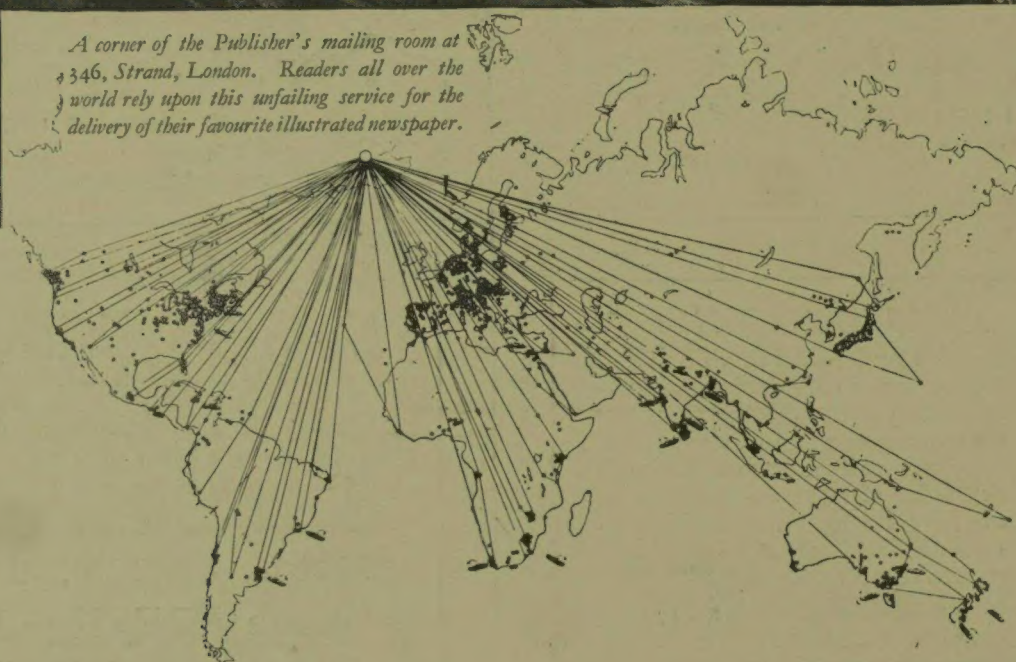 A corner of the Publisher's mailing room at
346, Strand, London. Readers all over the
world rely upon this unfailing service for the
delivery of their favourite illustrated newspaper.